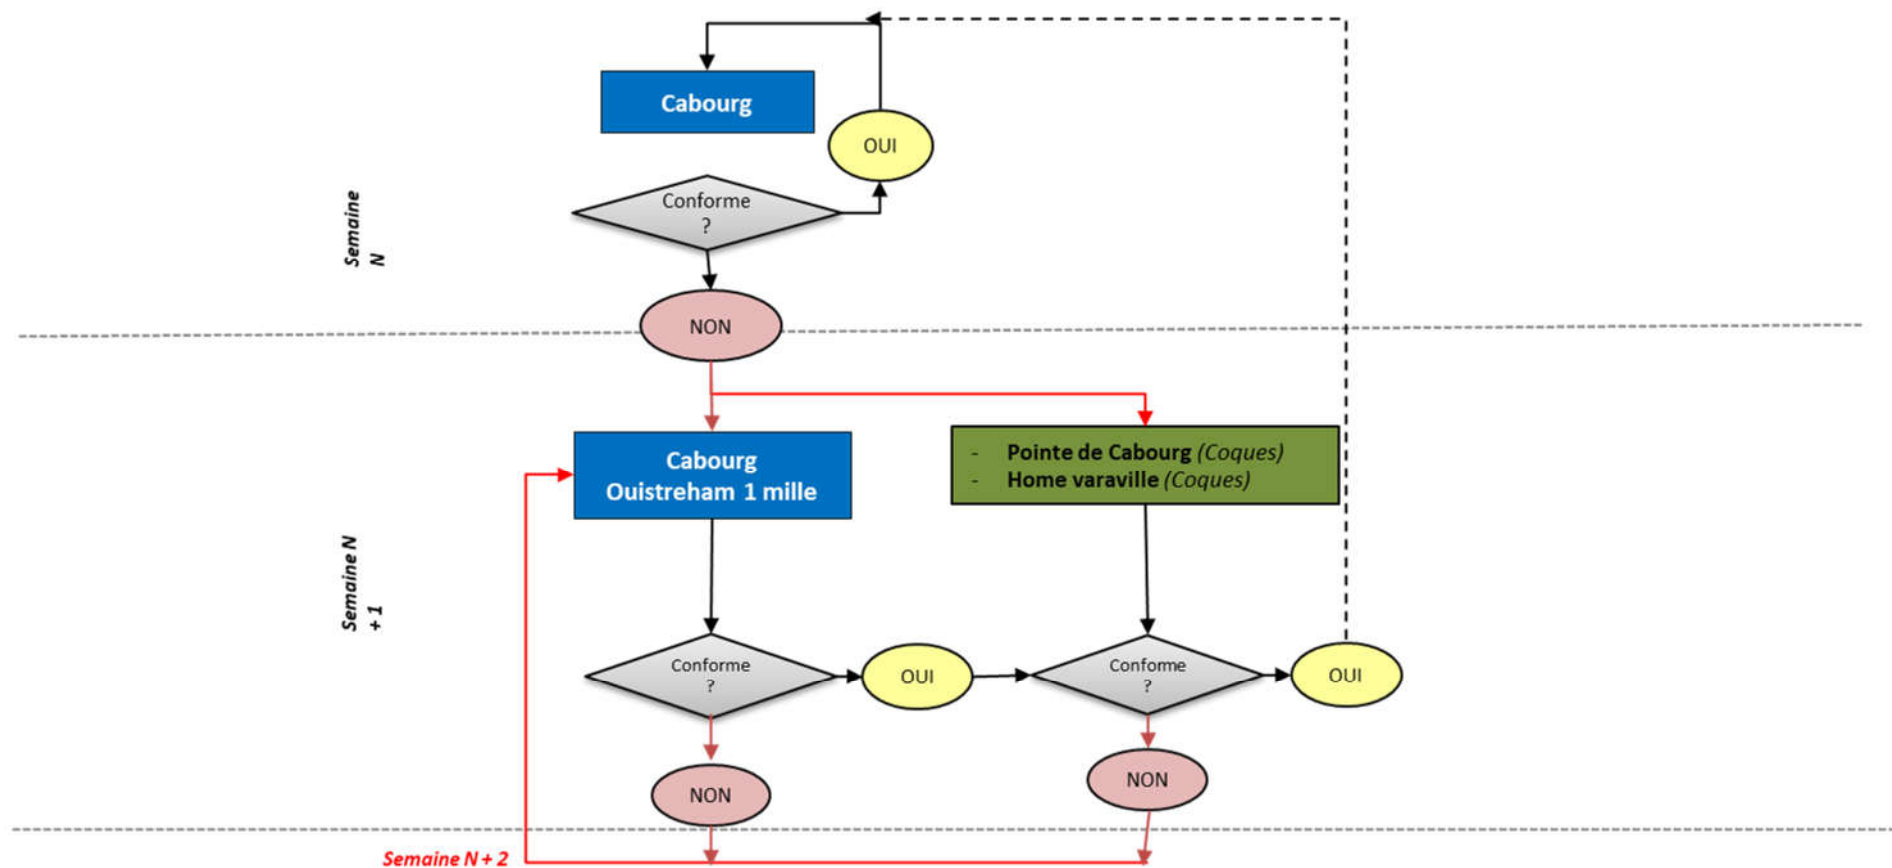 Cabourg
OUI
Conforme
?
Semaine
N
NON
Cabourg
Ouistreham 1 mille
- Pointe de Cabourg (Coques)
- Home varaville (Coques)
Semaine N
+ 1
Conforme
?
OUI
Conforme
?
OUI
NON
NON
Semaine N + 2